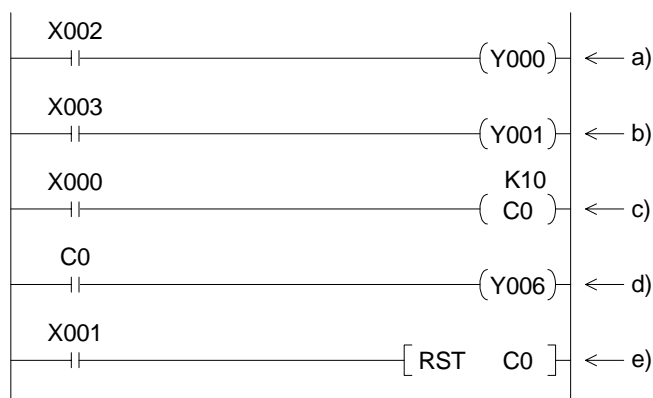 X002
Y000 a)
X003
Y001 b)
X000 K10
C0 c)
C0
Y006 d)
X001
RST C0 e)